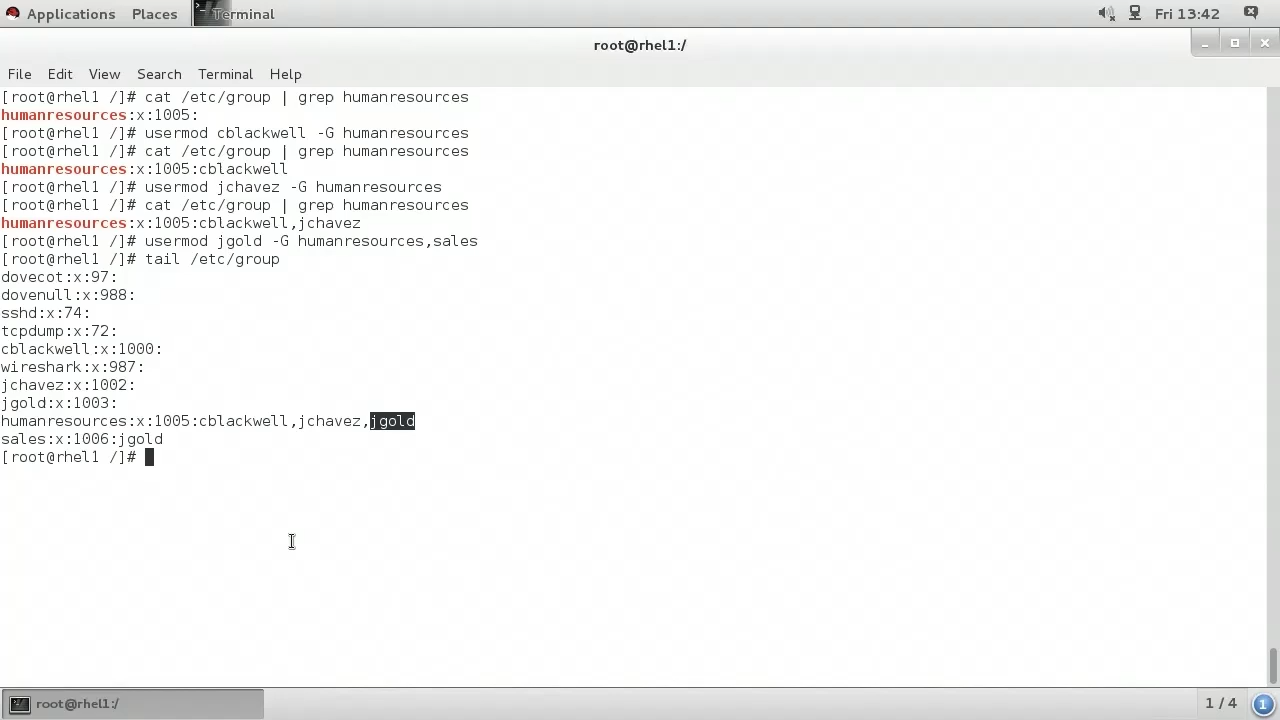 Applications Places Terminal Fri 13:42
root@rhel1:/
File Edit View Search Terminal Help
[root@rhel1 /]# cat /etc/group | grep humanresources
humanresources:x:1005:
[root@rhel1 /]# usermod cblackwell -G humanresources
[root@rhel1 /]# cat /etc/group | grep humanresources
humanresources:x:1005:cblackwell
[root@rhel1 /]# usermod jchavez -G humanresources
[root@rhel1 /]# cat /etc/group | grep humanresources
humanresources:x:1005:cblackwell,jchavez
[root@rhel1 /]# usermod jgold -G humanresources,sales
[root@rhel1 /]# tail /etc/group
dovecot:x:97:
dovenull:x:988:
sshd:x:74:
tcpdump:x:72:
cblackwell:x:1000:
wireshark:x:987:
jchavez:x:1002:
jgold:x:1003:
humanresources:x:1005:cblackwell,jchavez,jgold
sales:x:1006:jgold
[root@rhel1 /]#
root@rhel1:/ 1 / 4 1